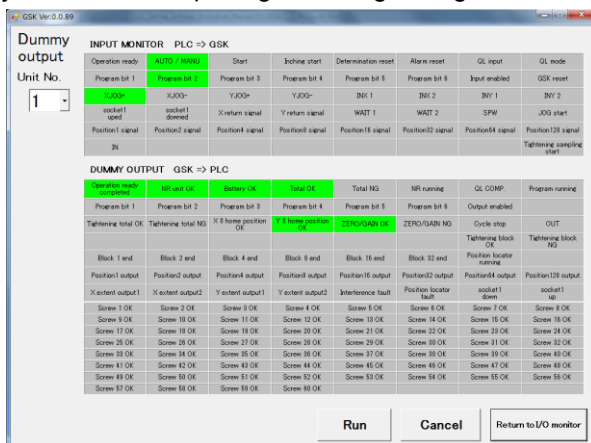 GSK Ver.0.0.89
Dummy output
INPUT MONITOR PLC => GSK
Unit No.
1
Operation ready AUTO / MANU Start Inching start Determination reset Alarm reset QL input QL mode
Program bit 1 Program bit 2 Program bit 3 Program bit 4 Program bit 5 Program bit 6 Input enabled GSK reset
XJOG+ XJOG- YJOG+ YJOG- INX 1 INX 2 INY 1 INY 2
socket1 uped socket1 downed X return signal Y return signal WAIT 1 WAIT 2 SPW JOG start
Position1 signal Position2 signal Position4 signal Position8 signal Position16 signal Position32 signal Position64 signal Position128 signal
IN Tightening sampling start
DUMMY OUTPUT GSK => PLC
Operation ready completed NR unit OK Battery OK Total OK Total NG NR running QL COMP. Program running
Program bit 1 Program bit 2 Program bit 3 Program bit 4 Program bit 5 Program bit 6 Output enabled
Tightening total OK Tightening total NG X 0 home position OK Y 0 home position OK ZERO/GAIN OK ZERO/GAIN NG Cycle stop OUT
Tightening block OK Tightening block NG
Block 1 end Block 2 end Block 4 end Block 8 end Block 16 end Block 32 end Position locator running
Position1 output Position2 output Position4 output Position8 output Position16 output Position32 output Position64 output Position128 output
X extent output1 X extent output2 Y extent output1 Y extent output2 Interference fault Position locator fault socket1 down socket1 up
Screw 1 OK Screw 2 OK Screw 3 OK Screw 4 OK Screw 5 OK Screw 6 OK Screw 7 OK Screw 8 OK
Screw 9 OK Screw 10 OK Screw 11 OK Screw 12 OK Screw 13 OK Screw 14 OK Screw 15 OK Screw 16 OK
Screw 17 OK Screw 18 OK Screw 19 OK Screw 20 OK Screw 21 OK Screw 22 OK Screw 23 OK Screw 24 OK
Screw 25 OK Screw 26 OK Screw 27 OK Screw 28 OK Screw 29 OK Screw 30 OK Screw 31 OK Screw 32 OK
Screw 33 OK Screw 34 OK Screw 35 OK Screw 36 OK Screw 37 OK Screw 38 OK Screw 39 OK Screw 40 OK
Screw 41 OK Screw 42 OK Screw 43 OK Screw 44 OK Screw 45 OK Screw 46 OK Screw 47 OK Screw 48 OK
Screw 49 OK Screw 50 OK Screw 51 OK Screw 52 OK Screw 53 OK Screw 54 OK Screw 55 OK Screw 56 OK
Screw 57 OK Screw 58 OK Screw 59 OK Screw 60 OK
Run Cancel Return to I/O monitor